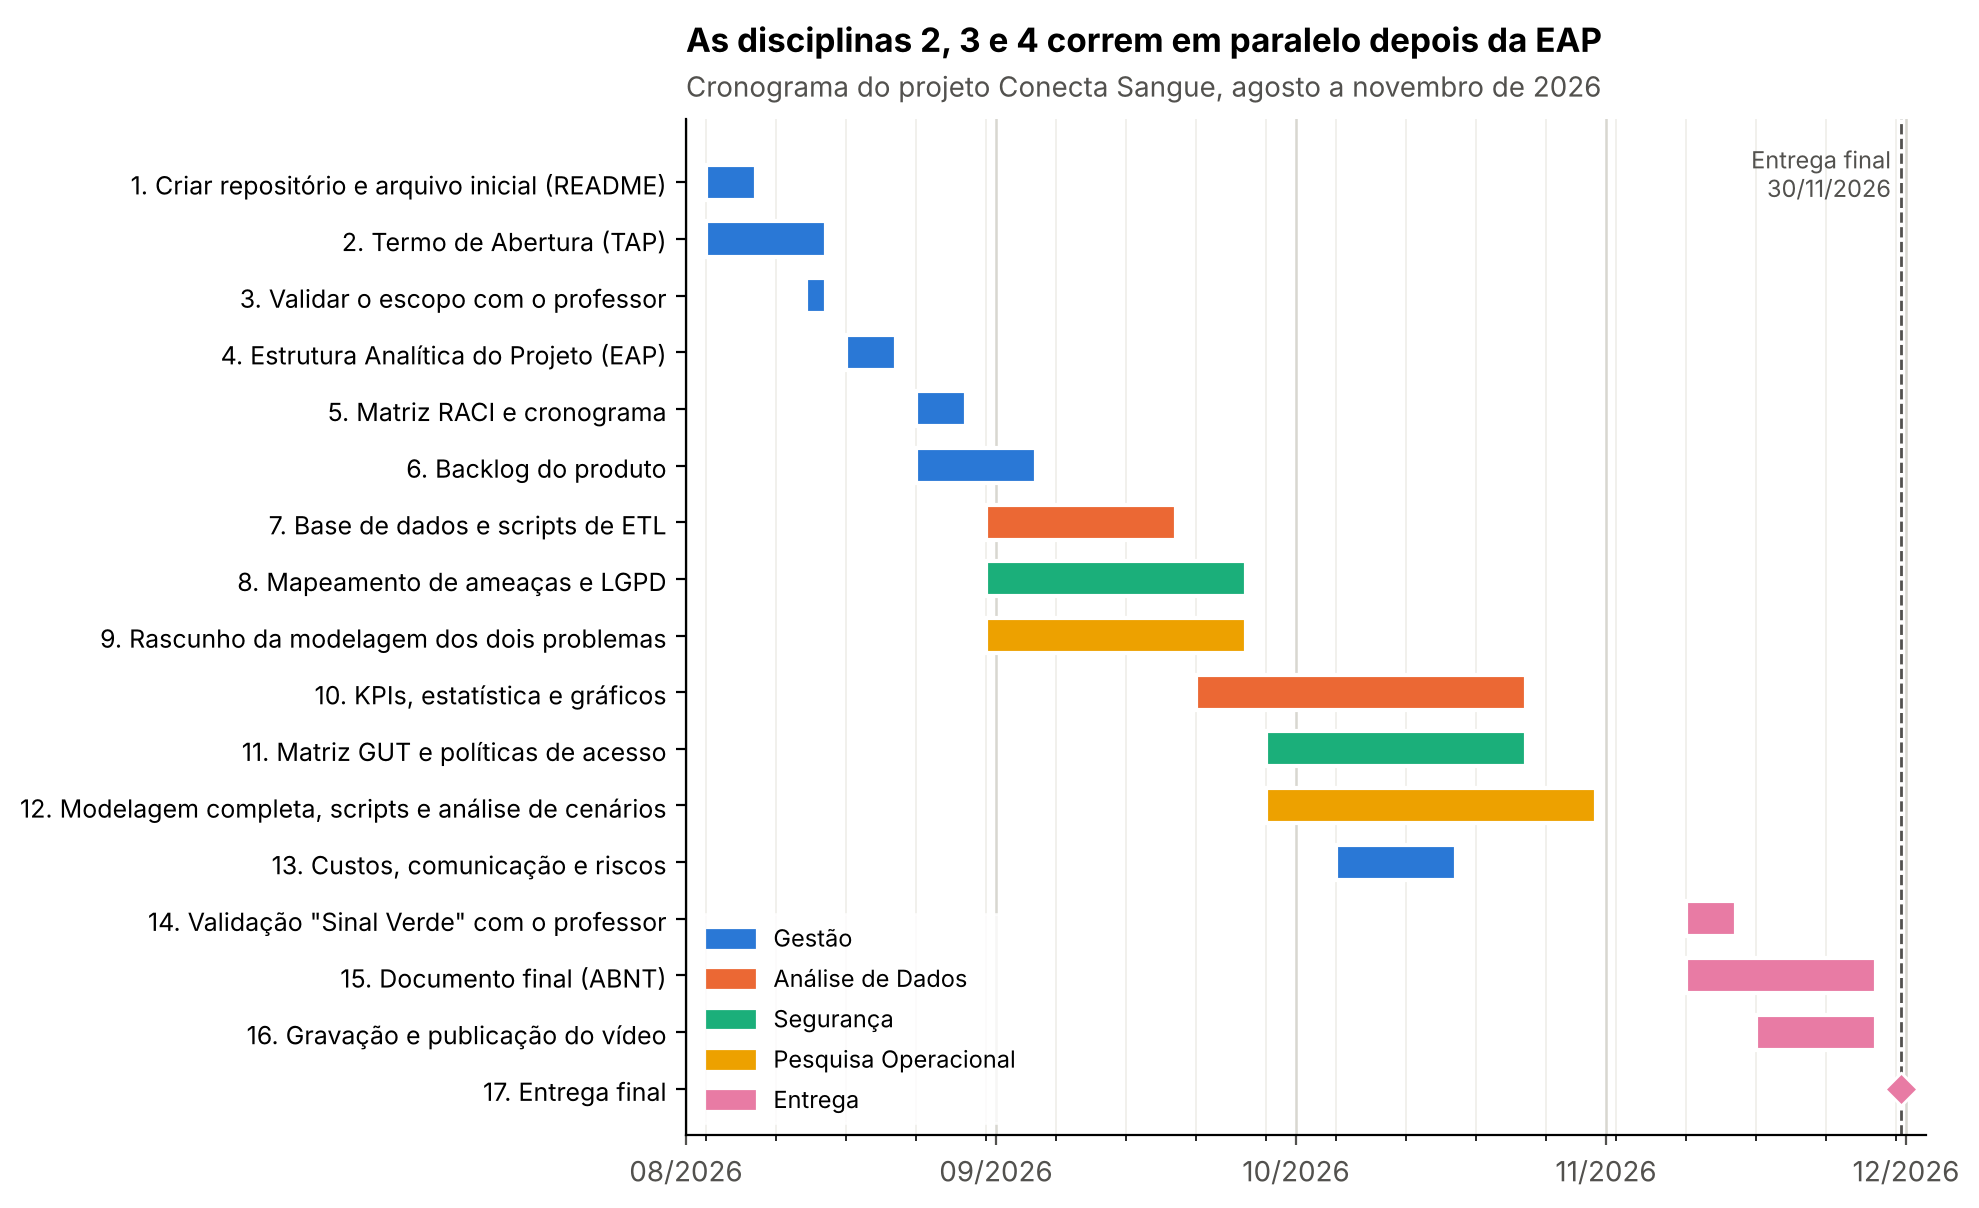 As disciplinas 2, 3 e 4 correm em paralelo depois da EAP
Cronograma do projeto Conecta Sangue, agosto a novembro de 2026
Entrega final
30/11/2026
1. Criar repositório e arquivo inicial (README)
2. Termo de Abertura (TAP)
3. Validar o escopo com o professor
4. Estrutura Analítica do Projeto (EAP)
5. Matriz RACI e cronograma
6. Backlog do produto
7. Base de dados e scripts de ETL
8. Mapeamento de ameaças e LGPD
9. Rascunho da modelagem dos dois problemas
10. KPIs, estatística e gráficos
11. Matriz GUT e políticas de acesso
12. Modelagem completa, scripts e análise de cenários
13. Custos, comunicação e riscos
14. Validação "Sinal Verde" com o professor
15. Documento final (ABNT)
16. Gravação e publicação do vídeo
17. Entrega final
Gestão
Análise de Dados
Segurança
Pesquisa Operacional
Entrega
08/2026
09/2026
10/2026
11/2026
12/2026